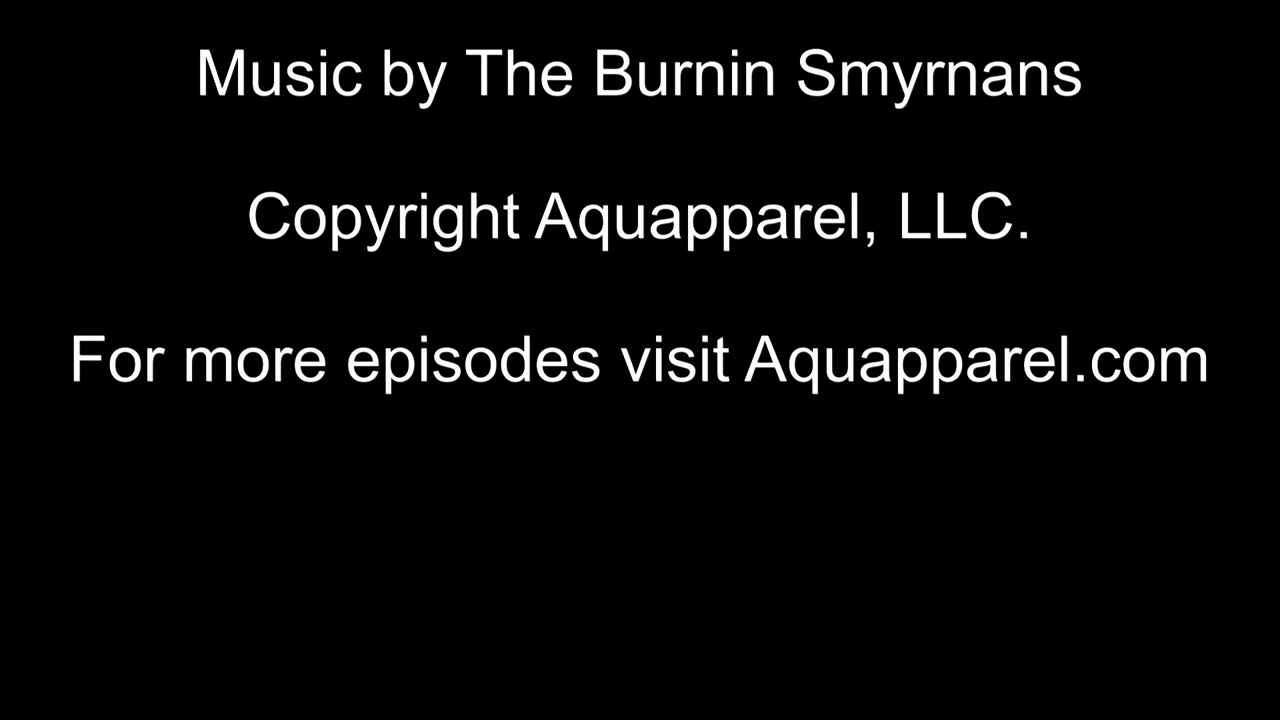 Music by The Burnin Smyrnans
Copyright Aquapparel, LLC.
For more episodes visit Aquapparel.com